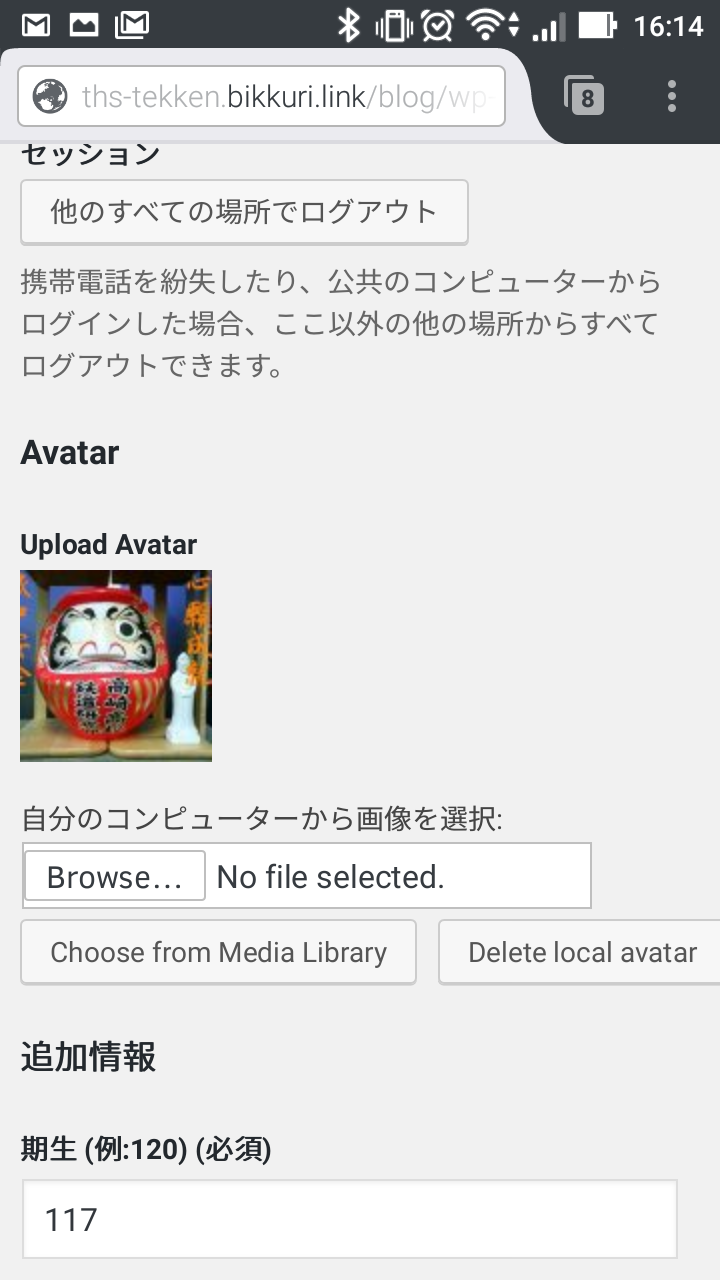 16:14
ths-tekken.bikkuri.link/blog/wp-
8
セッション
他のすべての場所でログアウト
携帯電話を紛失したり、公共のコンピューターから
ログインした場合、ここ以外の他の場所からすべて
ログアウトできます。
Avatar
Upload Avatar
高崎高
鉄道研
自分のコンピューターから画像を選択:
Browse... No file selected.
Choose from Media Library
Delete local avatar
追加情報
期生 (例:120) (必須)
117